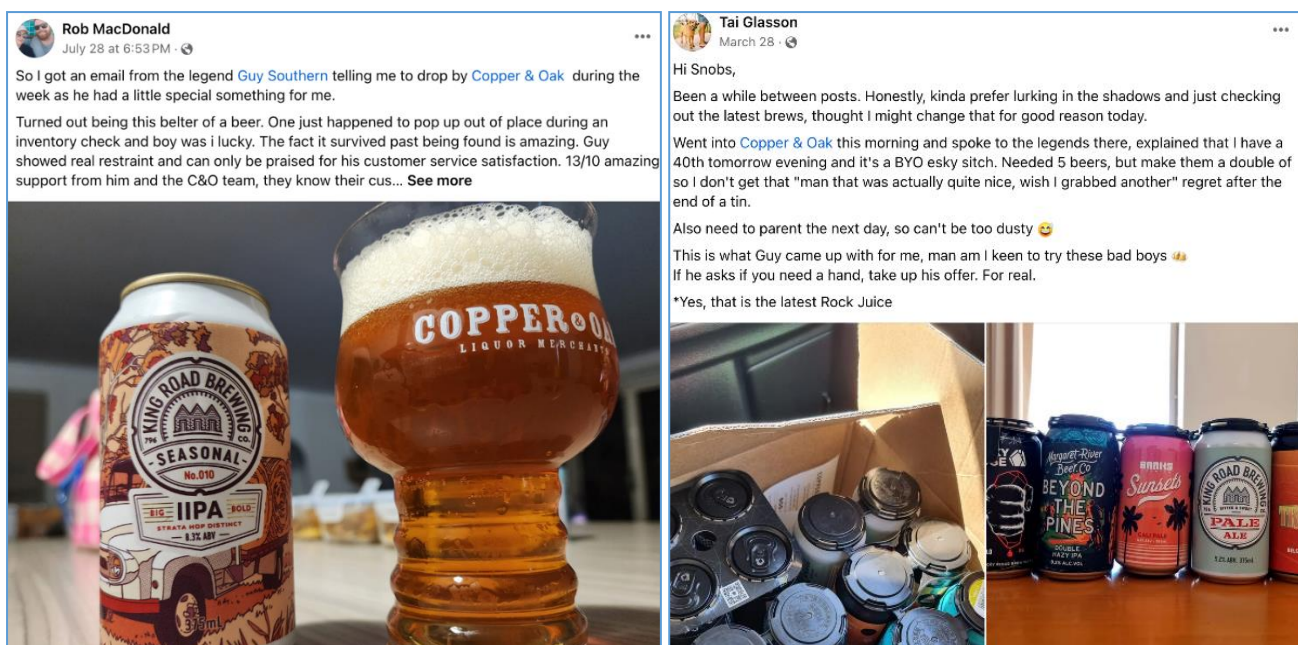 Rob MacDonald
July 28 at 6:53 PM ·
So I got an email from the legend Guy Southern telling me to drop by Copper & Oak during the
week as he had a little special something for me.
Turned out being this belter of a beer. One just happened to pop up out of place during an
inventory check and boy was i lucky. The fact it survived past being found is amazing. Guy
showed real restraint and can only be praised for his customer service satisfaction. 13/10 amazing
support from him and the C&O team, they know their cus... See more
KING ROAD BREWING
796 CO.
- SEASONAL -
No.010
BIG IIPA BOLD
STRATA HOP DISTINCT
- 8.3% ABV -
375mL
COPPER & OA
LIQUOR MERCHA
Tai Glasson
March 28 ·
Hi Snobs,
Been a while between posts. Honestly, kinda prefer lurking in the shadows and just checking
out the latest brews, thought I might change that for good reason today.
Went into Copper & Oak this morning and spoke to the legends there, explained that I have a
40th tomorrow evening and it's a BYO esky sitch. Needed 5 beers, but make them a double of
so I don't get that "man that was actually quite nice, wish I grabbed another" regret after the
end of a tin.
Also need to parent the next day, so can't be too dusty 😅
This is what Guy came up with for me, man am I keen to try these bad boys 🍻
If he asks if you need a hand, take up his offer. For real.
*Yes, that is the latest Rock Juice
Margaret River
Beer Co
BEYOND
THE
PINES
DOUBLE
HAZY IPA
BANKS
Sunsets
KING ROAD BREWING
PALE
ALE